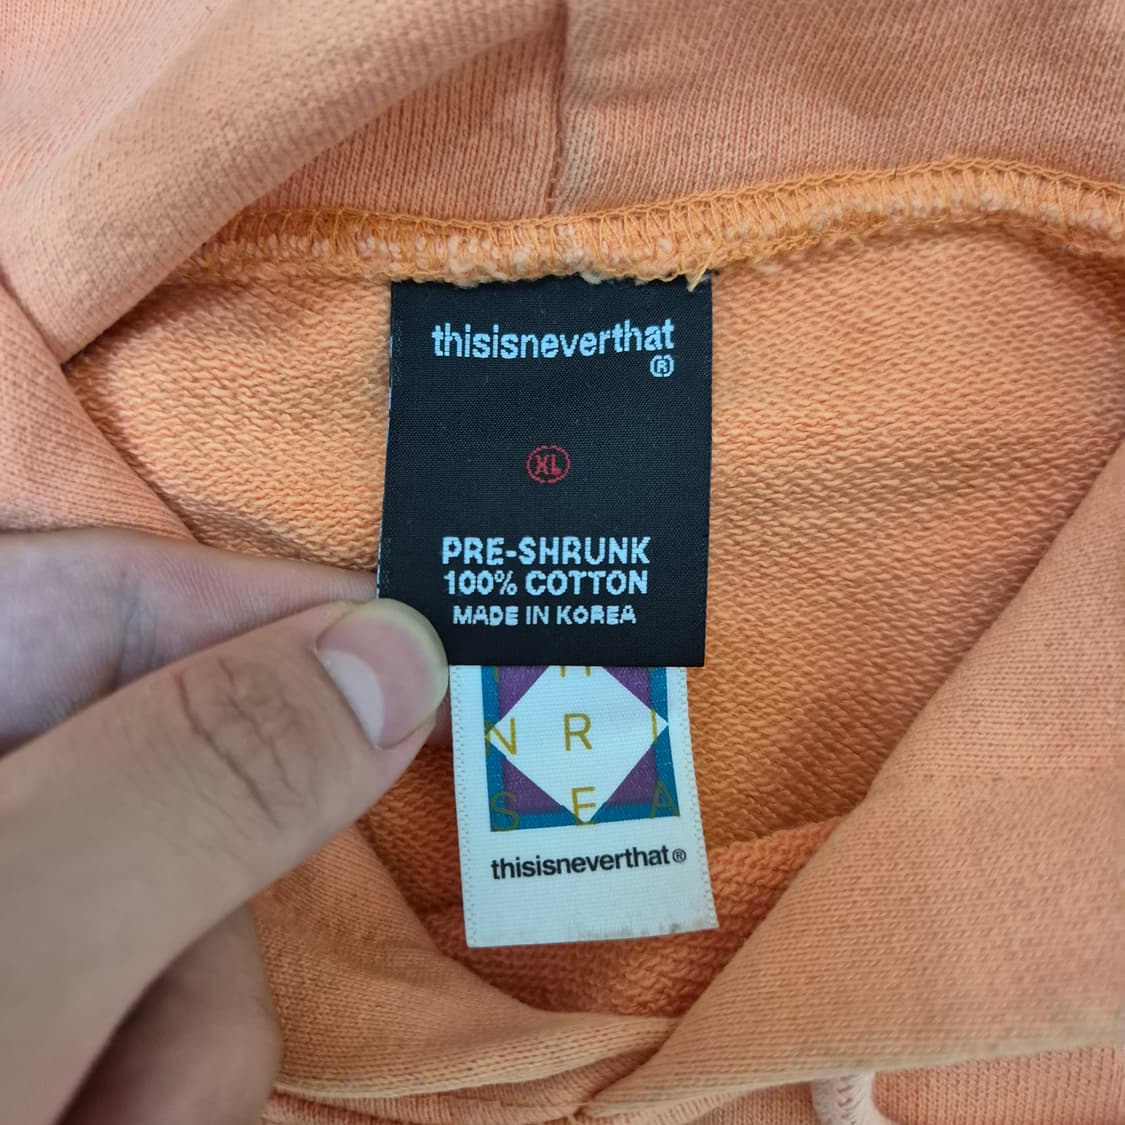 thisisneverthat
®
XL
PRE-SHRUNK
100% COTTON
MADE IN KOREA
N R I
S E A
thisisneverthat®